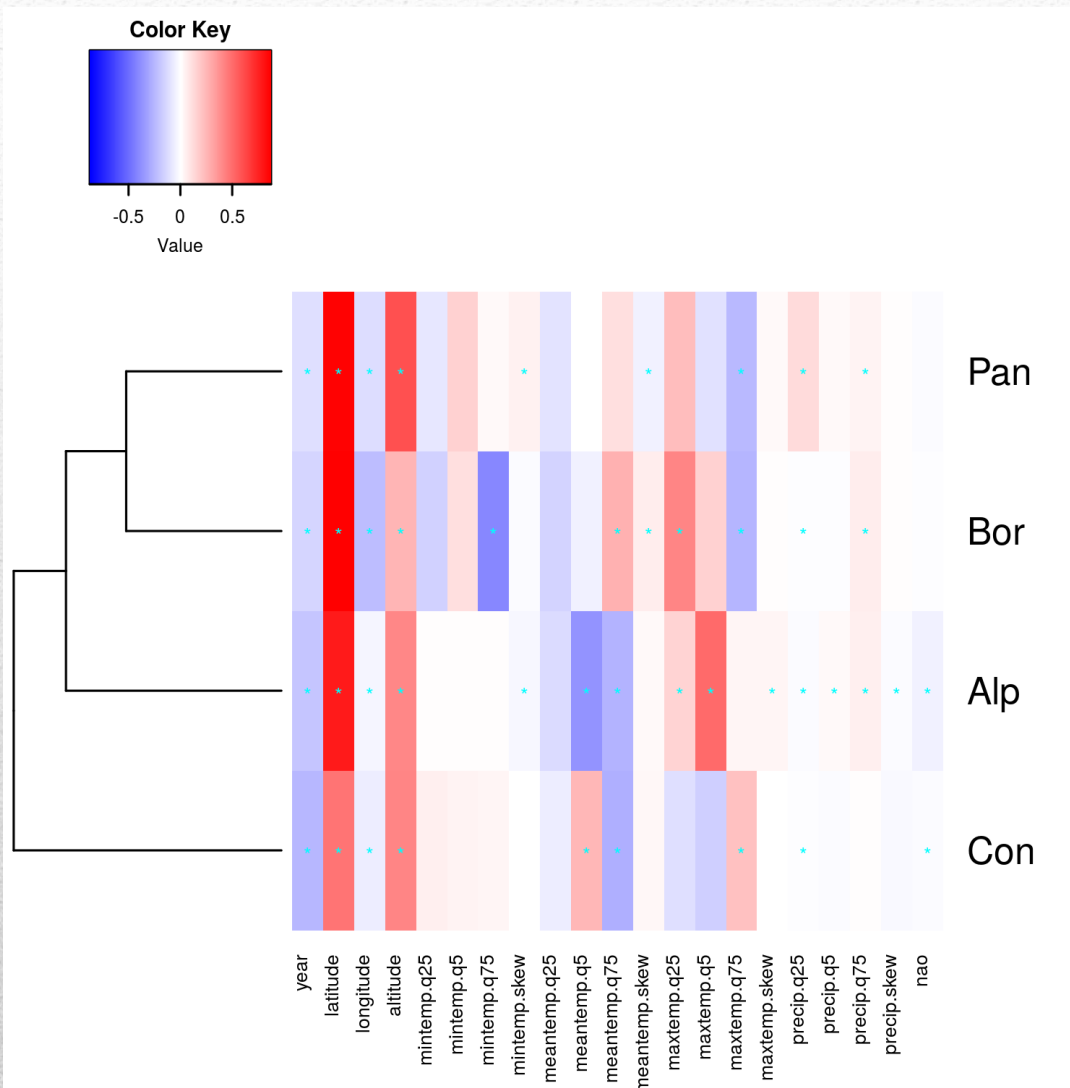 Color Key
-0.5 0 0.5
Value
Pan
Bor
Alp
Con
year
latitude
longitude
altitude
mintemp.q25
mintemp.q5
mintemp.q75
mintemp.skew
meantemp.q25
meantemp.q5
meantemp.q75
meantemp.skew
maxtemp.q25
maxtemp.q5
maxtemp.q75
maxtemp.skew
precip.q25
precip.q5
precip.q75
precip.skew
nao